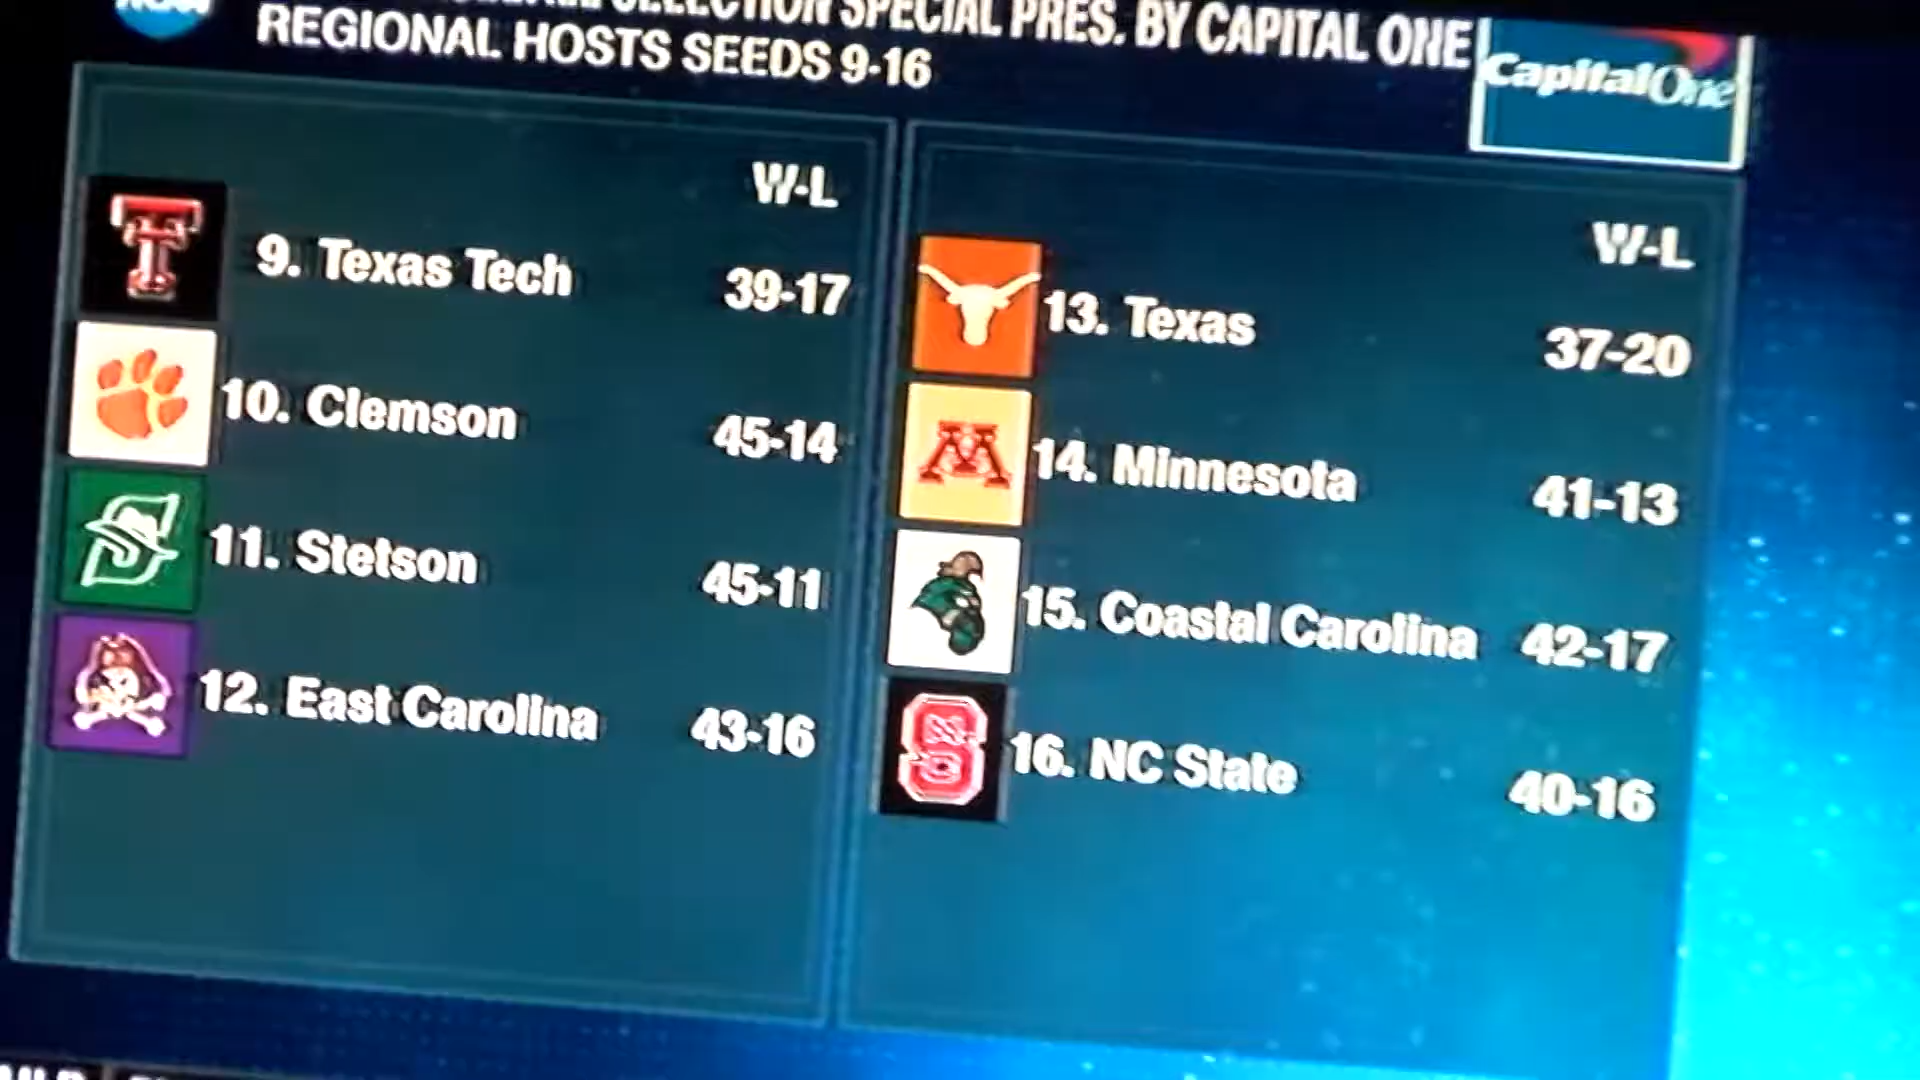 SELECTION SPECIAL PRES. BY CAPITAL ONE
REGIONAL HOSTS SEEDS 9-16
CapitalOne
W-L
9. Texas Tech 39-17
10. Clemson 45-14
11. Stetson 45-11
12. East Carolina 43-16
W-L
13. Texas 37-20
14. Minnesota 41-13
15. Coastal Carolina 42-17
16. NC State 40-16